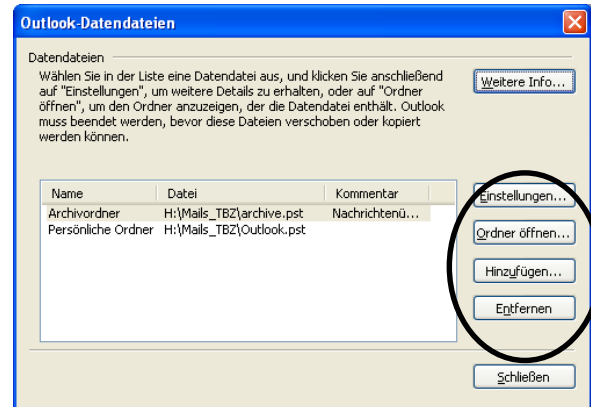 Outlook-Datendateien
Datendateien
Wählen Sie in der Liste eine Datendatei aus, und klicken Sie anschließend
auf "Einstellungen", um weitere Details zu erhalten, oder auf "Ordner
öffnen", um den Ordner anzuzeigen, der die Datendatei enthält. Outlook
muss beendet werden, bevor diese Dateien verschoben oder kopiert
werden können.
Weitere Info...
Name Datei Kommentar
Archivordner H:\Mails_TBZ\archive.pst Nachrichtenü...
Persönliche Ordner H:\Mails_TBZ\Outlook.pst
Einstellungen...
Ordner öffnen...
Hinzufügen...
Entfernen
Schließen